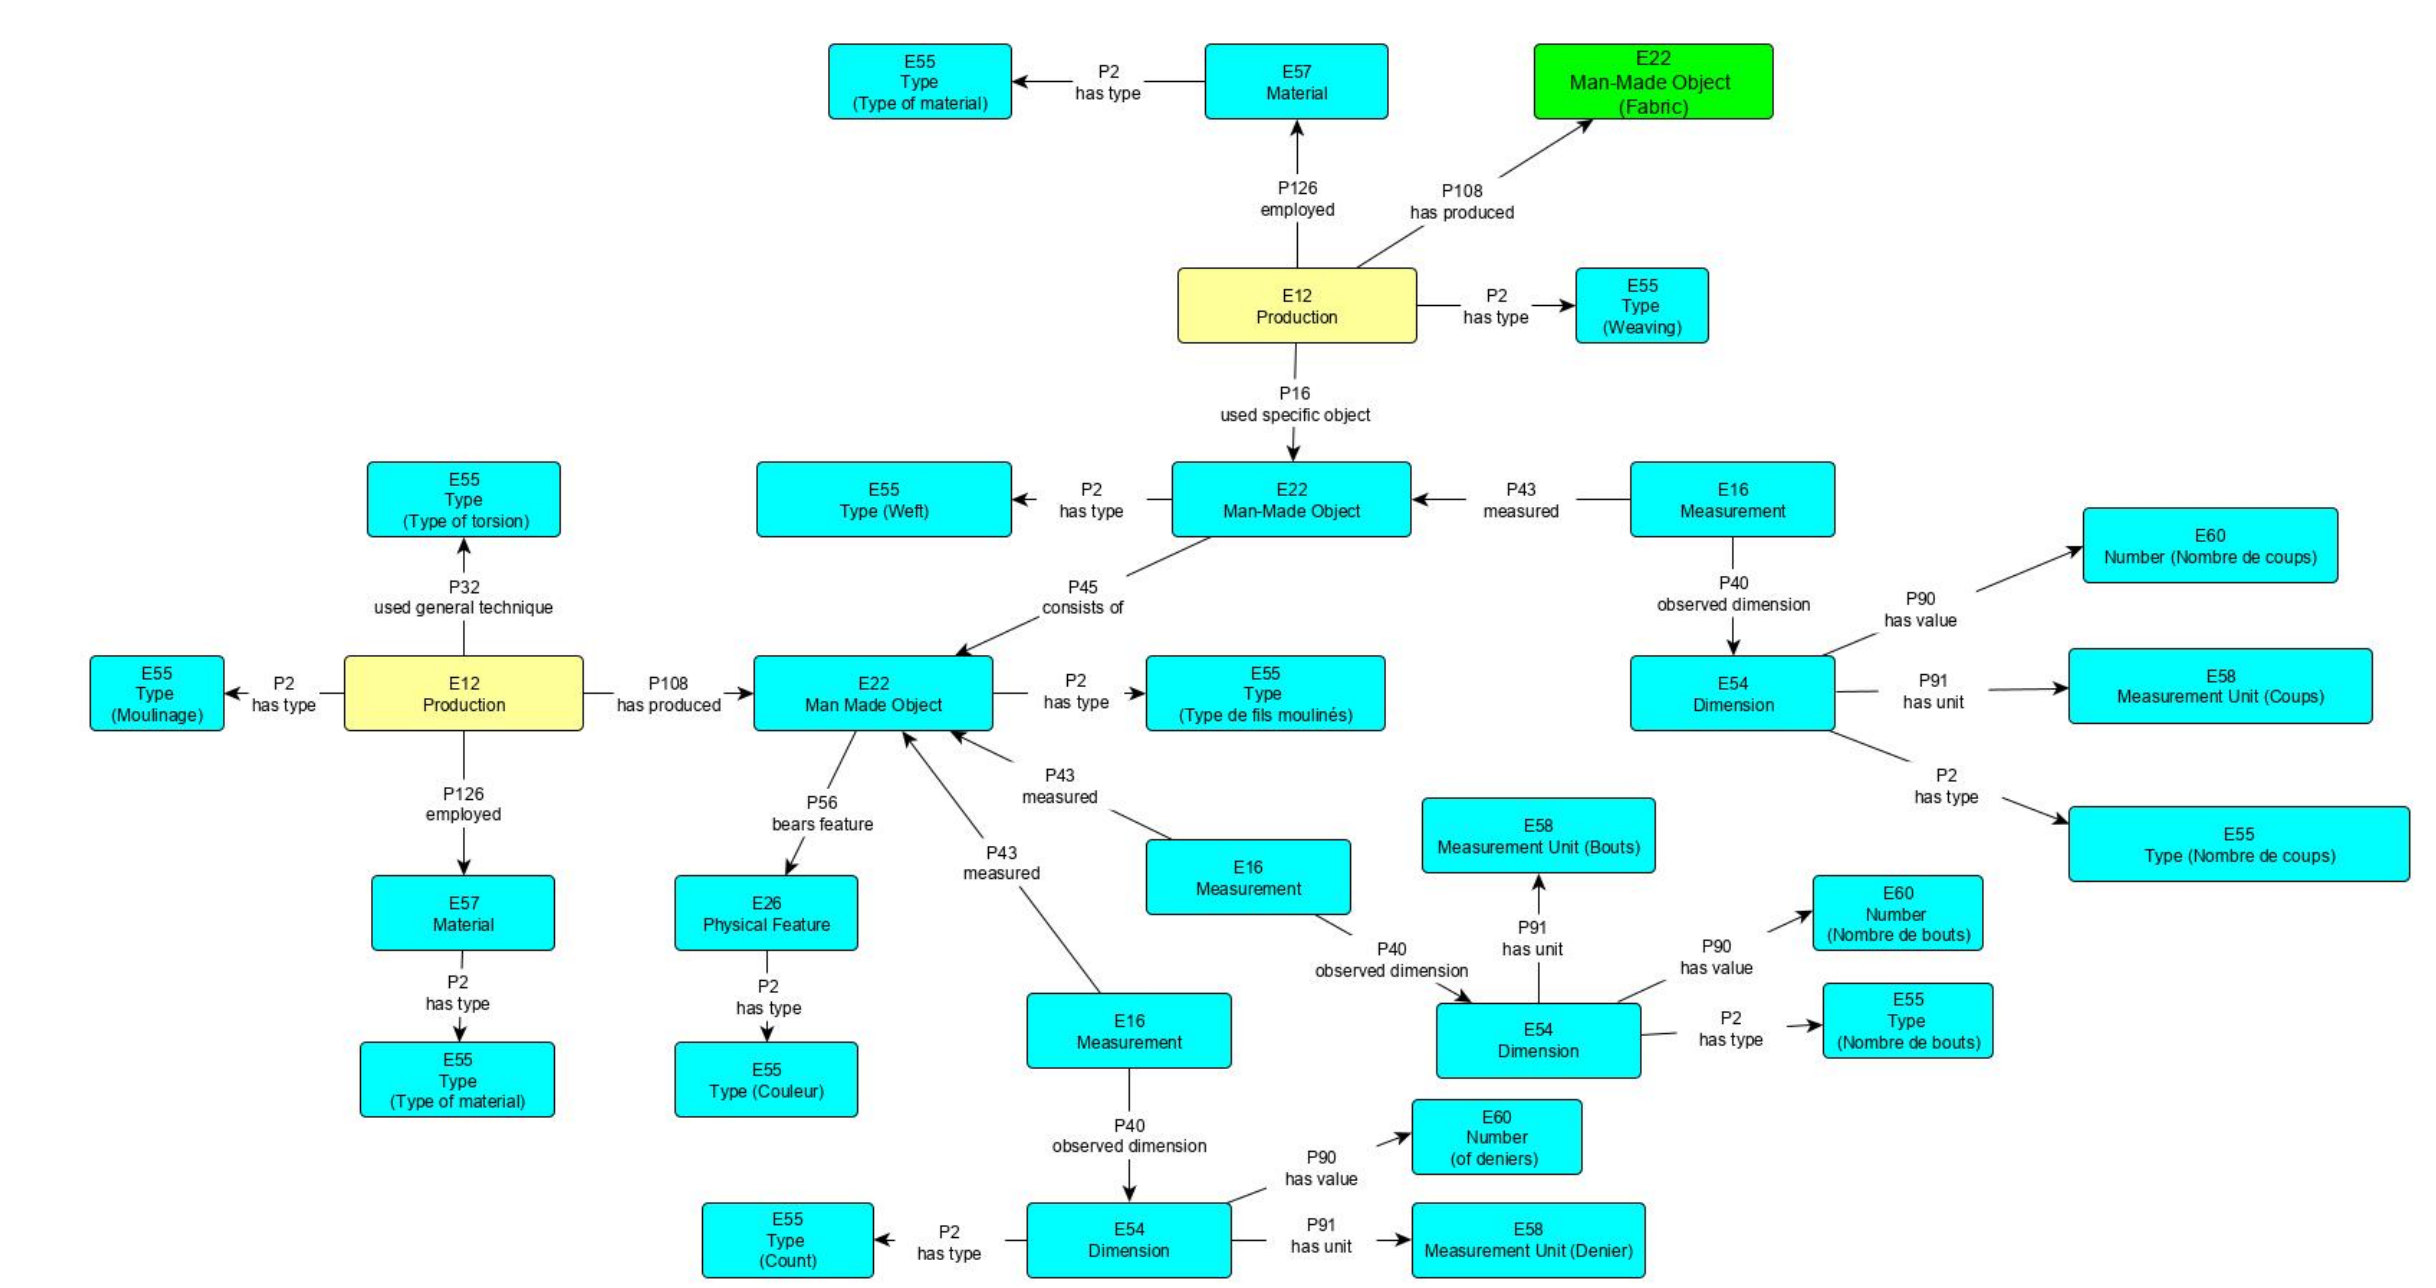 E55
Type
(Type of material)
P2
has type
E57
Material
E22
Man-Made Object
(Fabric)
P126
employed
P108
has produced
E12
Production
P2
has type
E55
Type
(Weaving)
P16
used specific object
E55
Type
(Type of torsion)
E55
Type (Weft)
P2
has type
E22
Man-Made Object
P43
measured
E16
Measurement
E60
Number (Nombre de coups)
P32
used general technique
P45
consists of
P40
observed dimension
P90
has value
E55
Type
(Moulinage)
P2
has type
E12
Production
P108
has produced
E22
Man Made Object
P2
has type
E55
Type
(Type de fils moulinés)
E54
Dimension
P91
has unit
E58
Measurement Unit (Coups)
P126
employed
P56
bears feature
P43
measured
P43
measured
P2
has type
E58
Measurement Unit (Bouts)
E55
Type (Nombre de coups)
E16
Measurement
E57
Material
E26
Physical Feature
P40
observed dimension
P91
has unit
P90
has value
E60
Number
(Nombre de bouts)
P2
has type
P2
has type
E16
Measurement
E54
Dimension
P2
has type
E55
Type
(Nombre de bouts)
E55
Type
(Type of material)
E55
Type (Couleur)
P40
observed dimension
P90
has value
E60
Number
(of deniers)
E55
Type
(Count)
P2
has type
E54
Dimension
P91
has unit
E58
Measurement Unit (Denier)